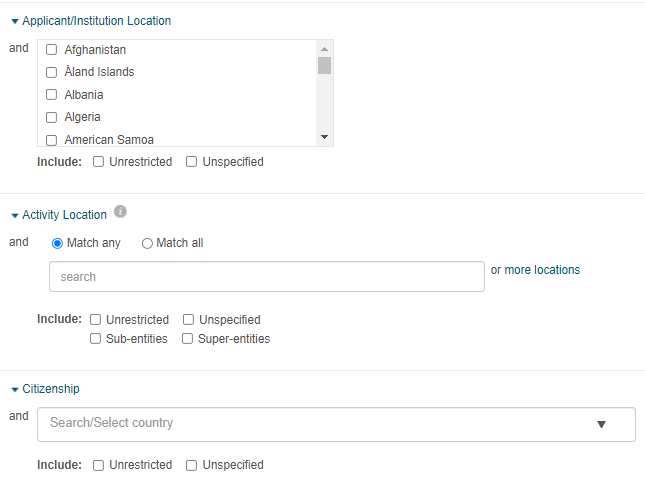 Applicant/Institution Location
and
Afghanistan
Åland Islands
Albania
Algeria
American Samoa
Include: Unrestricted Unspecified
Activity Location i
and Match any Match all
search or more locations
Include: Unrestricted Unspecified
Sub-entities Super-entities
Citizenship
and Search/Select country
Include: Unrestricted Unspecified